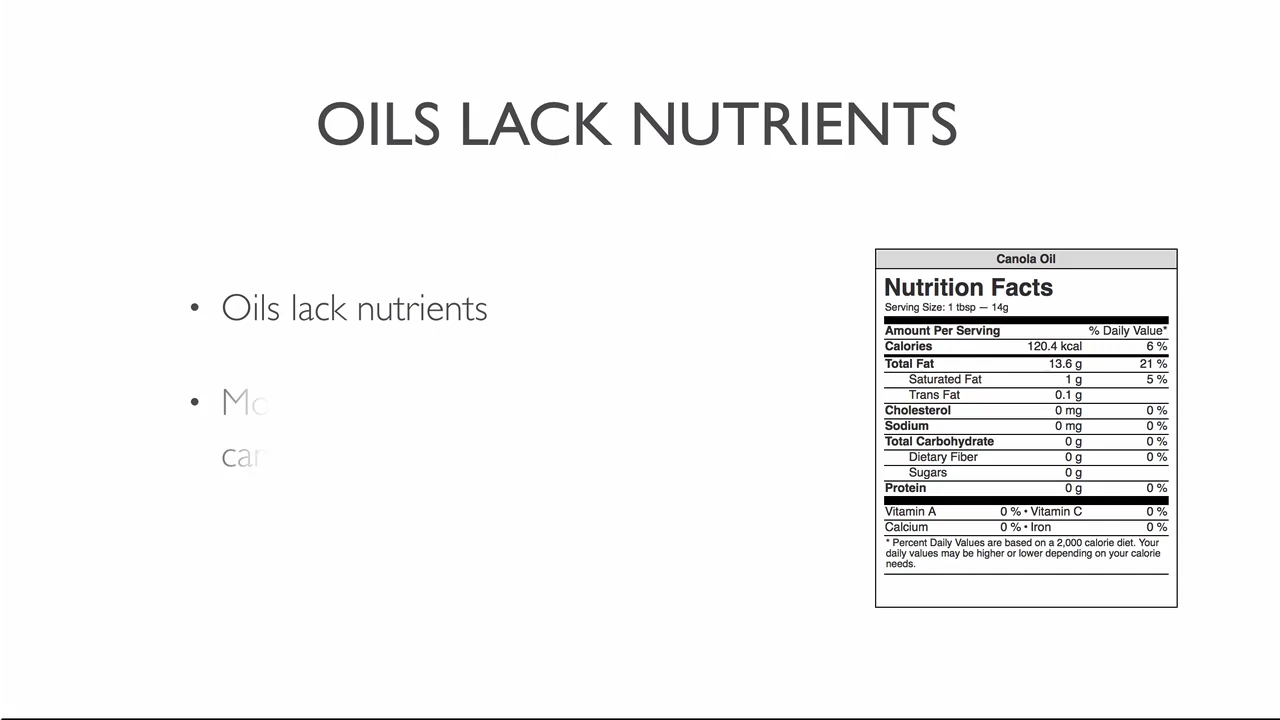 OILS LACK NUTRIENTS
• Oils lack nutrients
Canola Oil
Nutrition Facts
Serving Size: 1 tbsp — 14g
Amount Per Serving % Daily Value*
Calories 120.4 kcal 6 %
Total Fat 13.6 g 21 %
Saturated Fat 1 g 5 %
Trans Fat 0.1 g
Cholesterol 0 mg 0 %
Sodium 0 mg 0 %
Total Carbohydrate 0 g 0 %
Dietary Fiber 0 g 0 %
Sugars 0 g
Protein 0 g 0 %
Vitamin A 0 % • Vitamin C 0 %
Calcium 0 % • Iron 0 %
* Percent Daily Values are based on a 2,000 calorie diet. Your
daily values may be higher or lower depending on your calorie
needs.